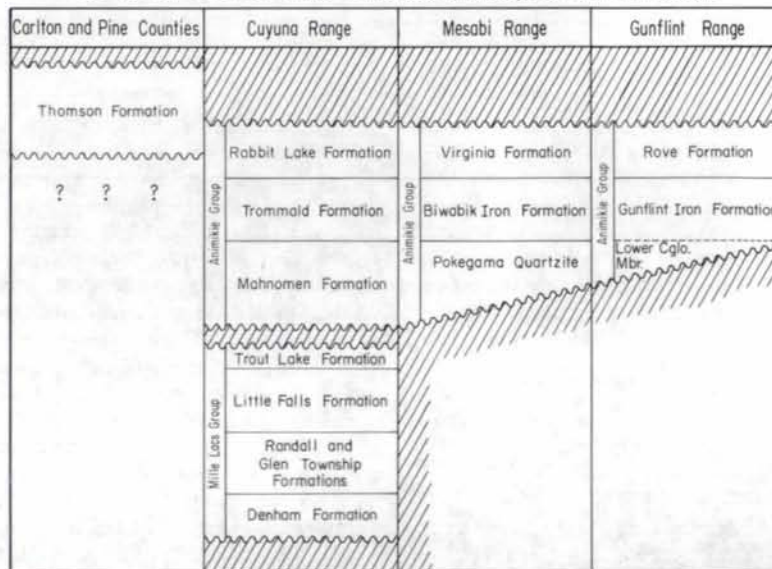 Carlton and Pine Counties
Cuyuna Range
Mesabi Range
Gunflint Range
Thomson Formation
? ? ?
Animikie Group
Rabbit Lake Formation
Trommald Formation
Mahnomen Formation
Mille Lacs Group
Trout Lake Formation
Little Falls Formation
Randall and
Glen Township
Formations
Denham Formation
Animikie Group
Virginia Formation
Biwabik Iron Formation
Pokegama Quartzite
Animikie Group
Rove Formation
Gunflint Iron Formation
Lower Cglo.
Mbr.